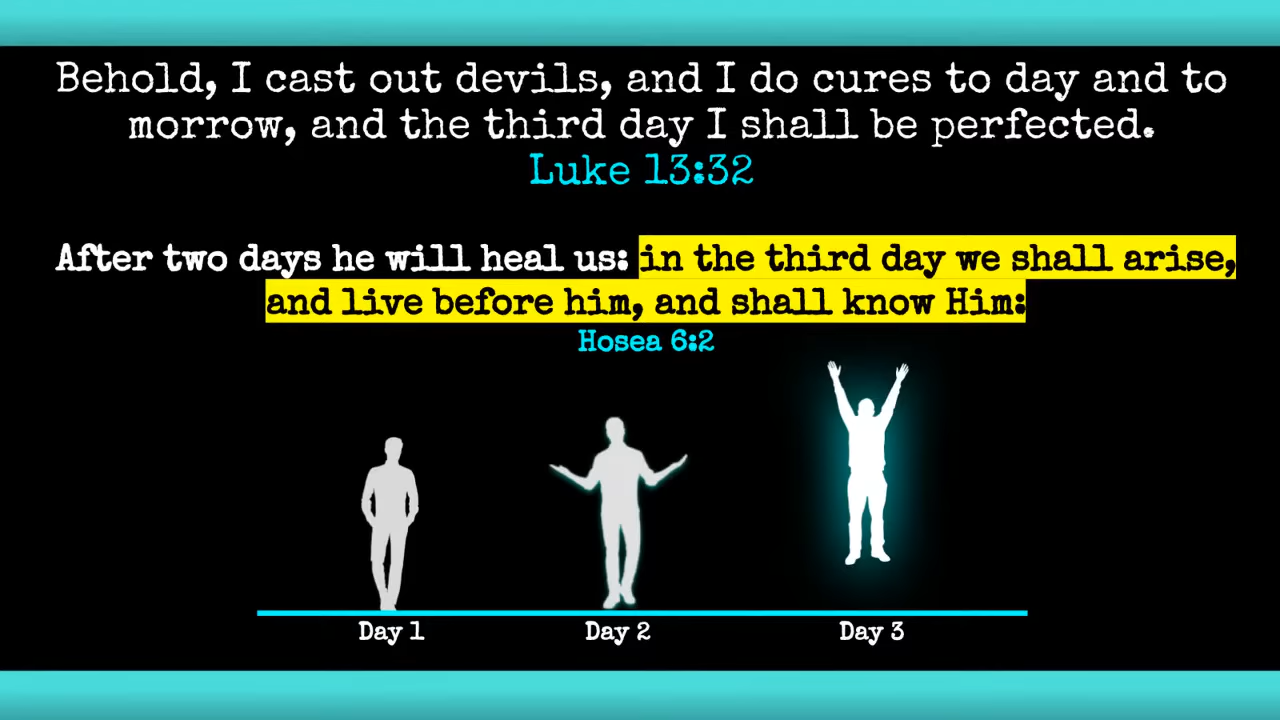 Behold, I cast out devils, and I do cures to day and to
morrow, and the third day I shall be perfected.
Luke 13:32
After two days he will heal us: in the third day we shall arise,
and live before him, and shall know Him:
Hosea 6:2
Day 1
Day 2
Day 3